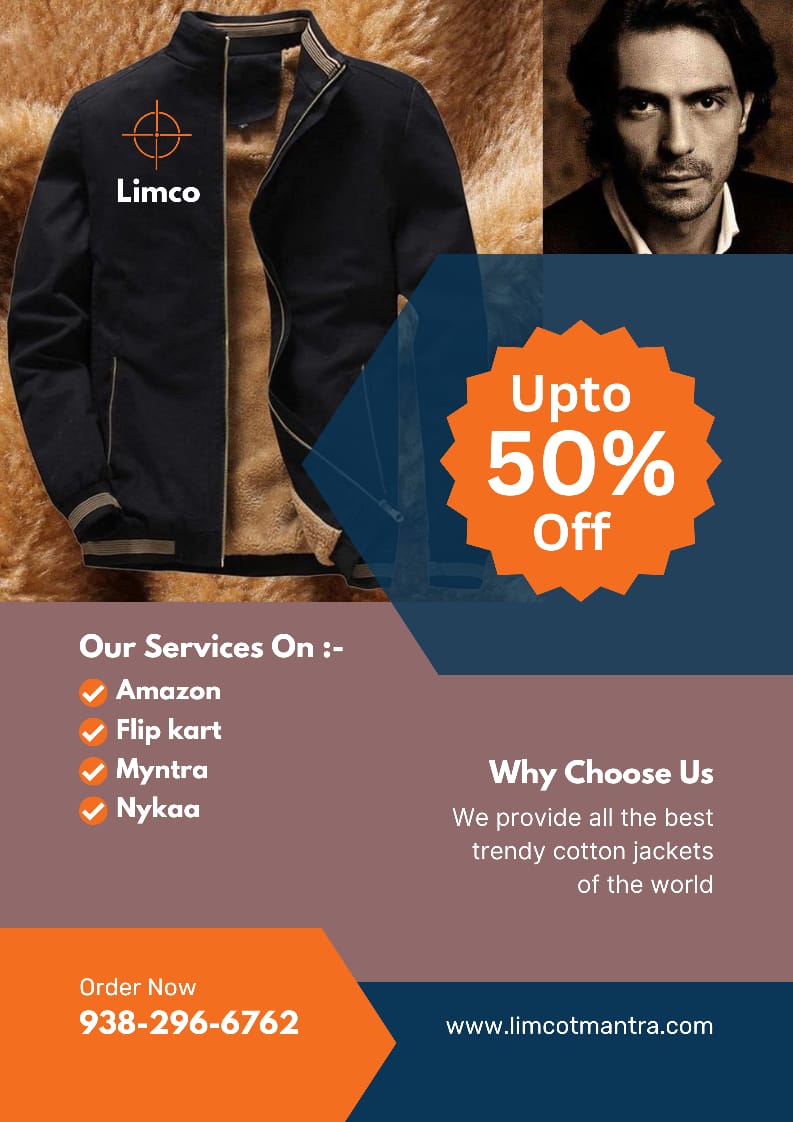 Limco
Upto
50%
Off
Our Services On :-
Amazon
Flip kart
Myntra
Nykaa
Why Choose Us
We provide all the best
trendy cotton jackets
of the world
Order Now
938-296-6762
www.limcotmantra.com